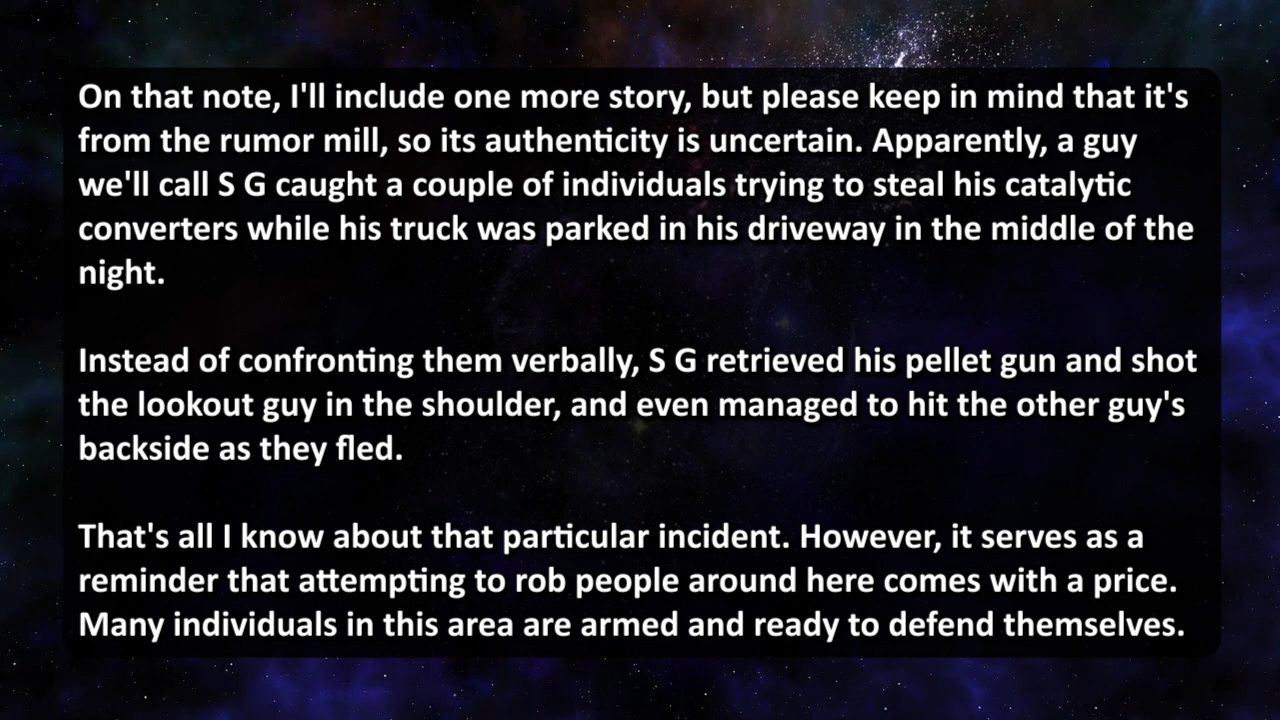 On that note, I'll include one more story, but please keep in mind that it's
from the rumor mill, so its authenticity is uncertain. Apparently, a guy
we'll call S G caught a couple of individuals trying to steal his catalytic
converters while his truck was parked in his driveway in the middle of the
night.
Instead of confronting them verbally, S G retrieved his pellet gun and shot
the lookout guy in the shoulder, and even managed to hit the other guy's
backside as they fled.
That's all I know about that particular incident. However, it serves as a
reminder that attempting to rob people around here comes with a price.
Many individuals in this area are armed and ready to defend themselves.